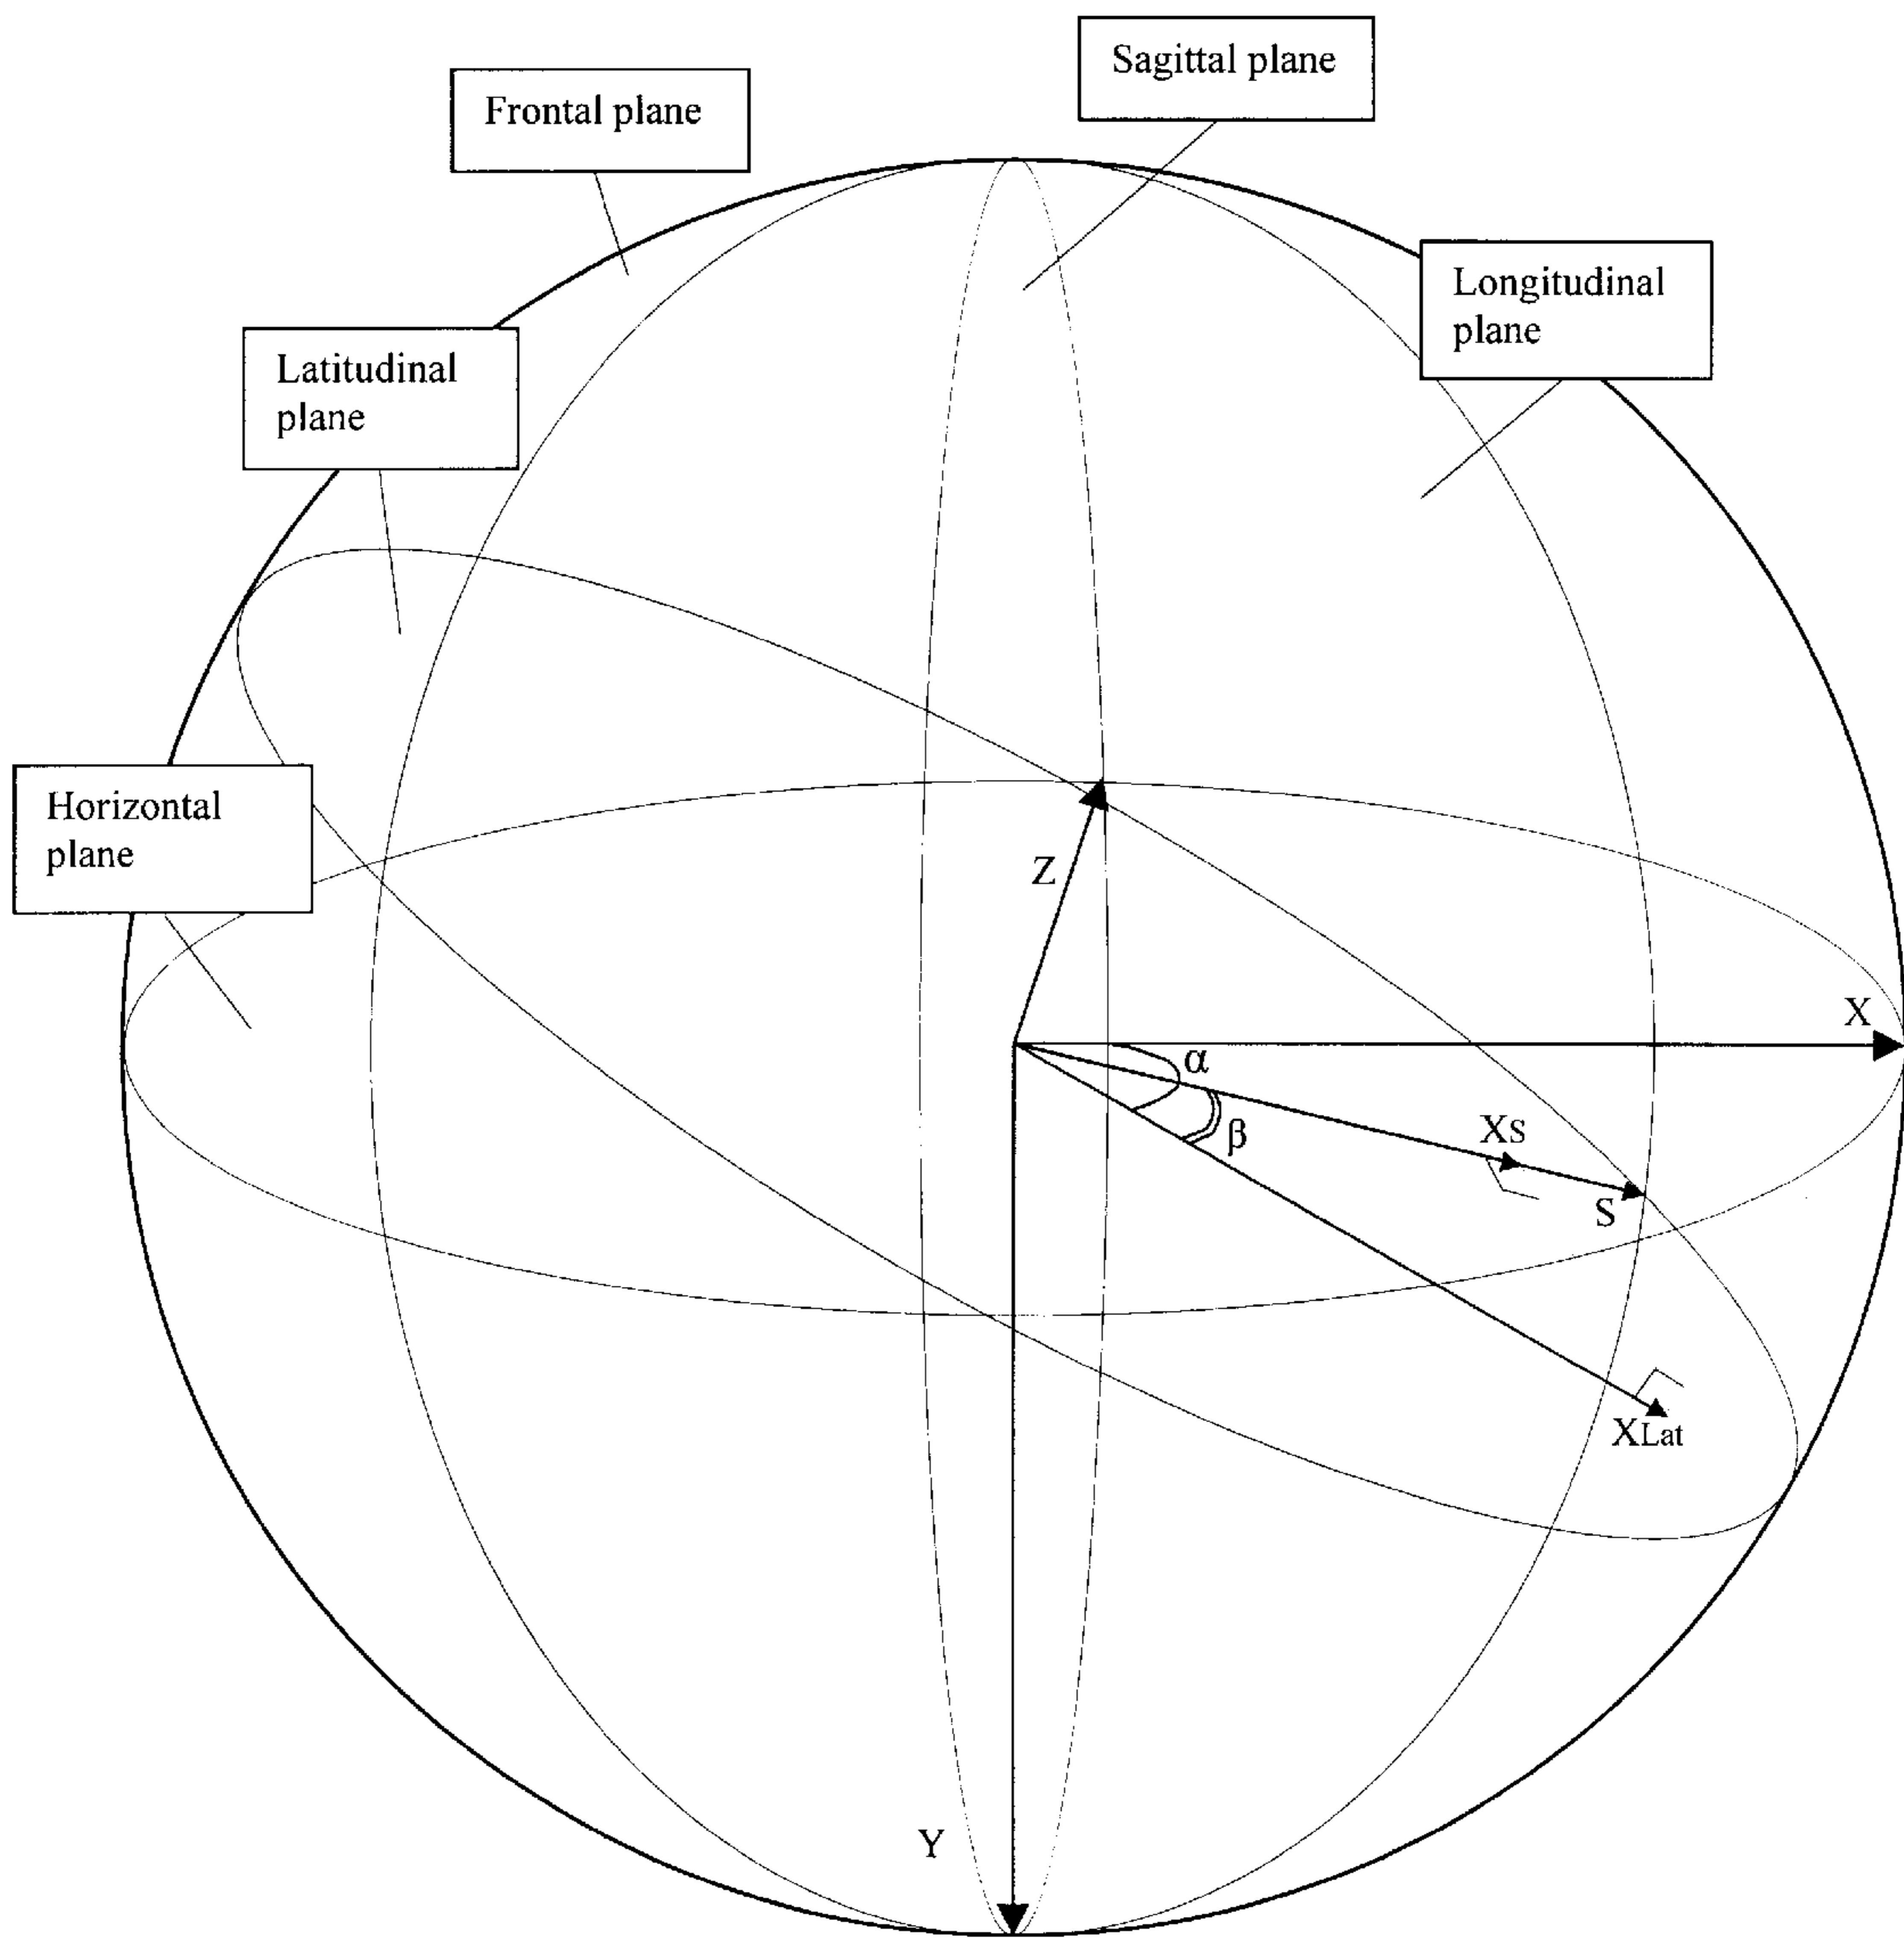 Sagittal plane
Frontal plane
Longitudinal
plane
Latitudinal
plane
Horizontal
plane
Z
X
α
β
XS
S
XLat
Y